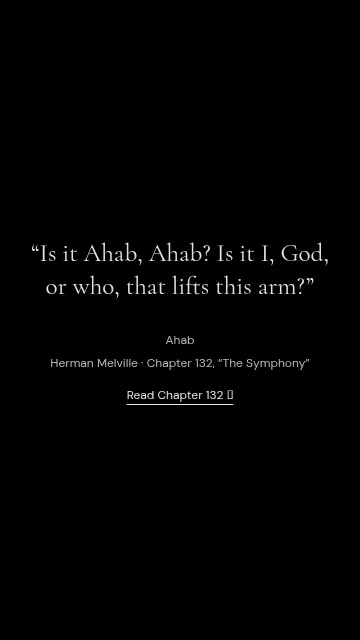 “Is it Ahab, Ahab? Is it I, God,
or who, that lifts this arm?”
Ahab
Herman Melville · Chapter 132, “The Symphony”
Read Chapter 132